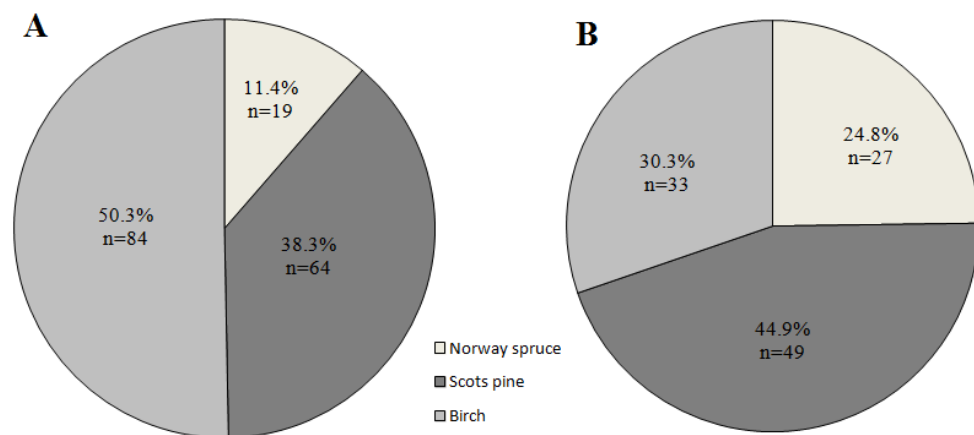 A
11.4%
n=19
50.3%
n=84
38.3%
n=64
B
24.8%
n=27
30.3%
n=33
44.9%
n=49
Norway spruce
Scots pine
Birch